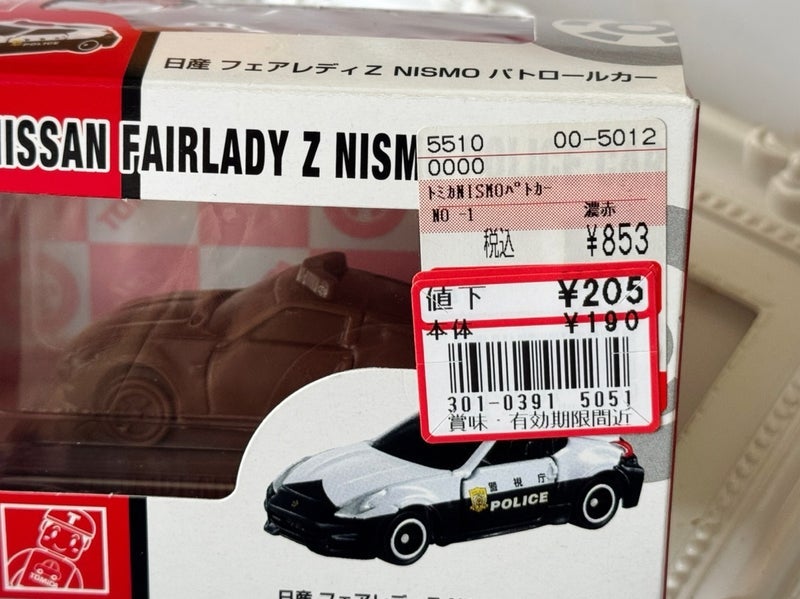 POLICE
日産 フェアレディZ NISMO パトロールカー
NISSAN FAIRLADY Z NISM
5510 00-5012
0000
ﾄﾐｶNISMOﾊﾟﾄｶｰ
NO -1 濃赤
税込 ¥853
値下 ¥205
本体 ¥190
301-0391 5051
賞味・有効期限間近
警視庁
POLICE
T
TOMICA
日産 フェアレディZ